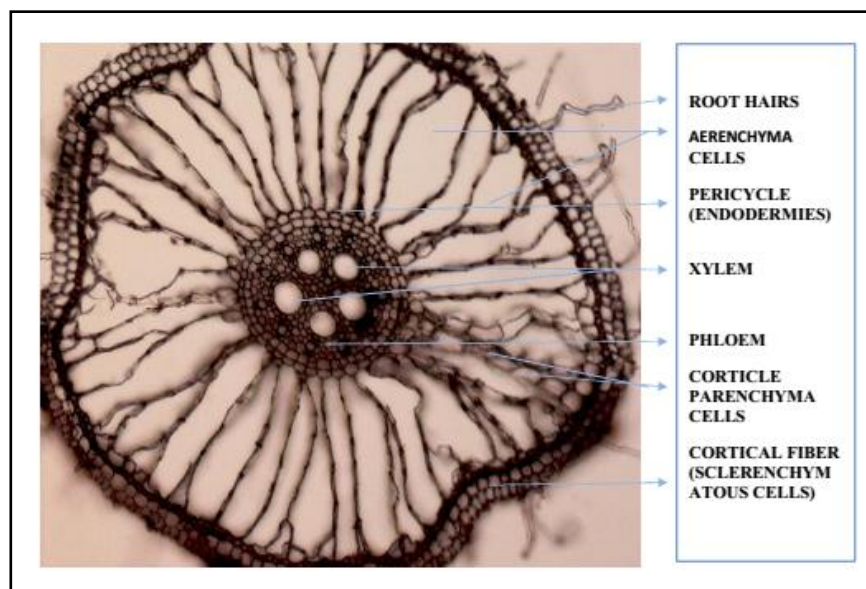 ROOT HAIRS
AERENCHYMA
CELLS
PERICYCLE
(ENDODERMIES)
XYLEM
PHLOEM
CORTICLE
PARENCHYMA
CELLS
CORTICAL FIBER
(SCLERENCHYM
ATOUS CELLS)